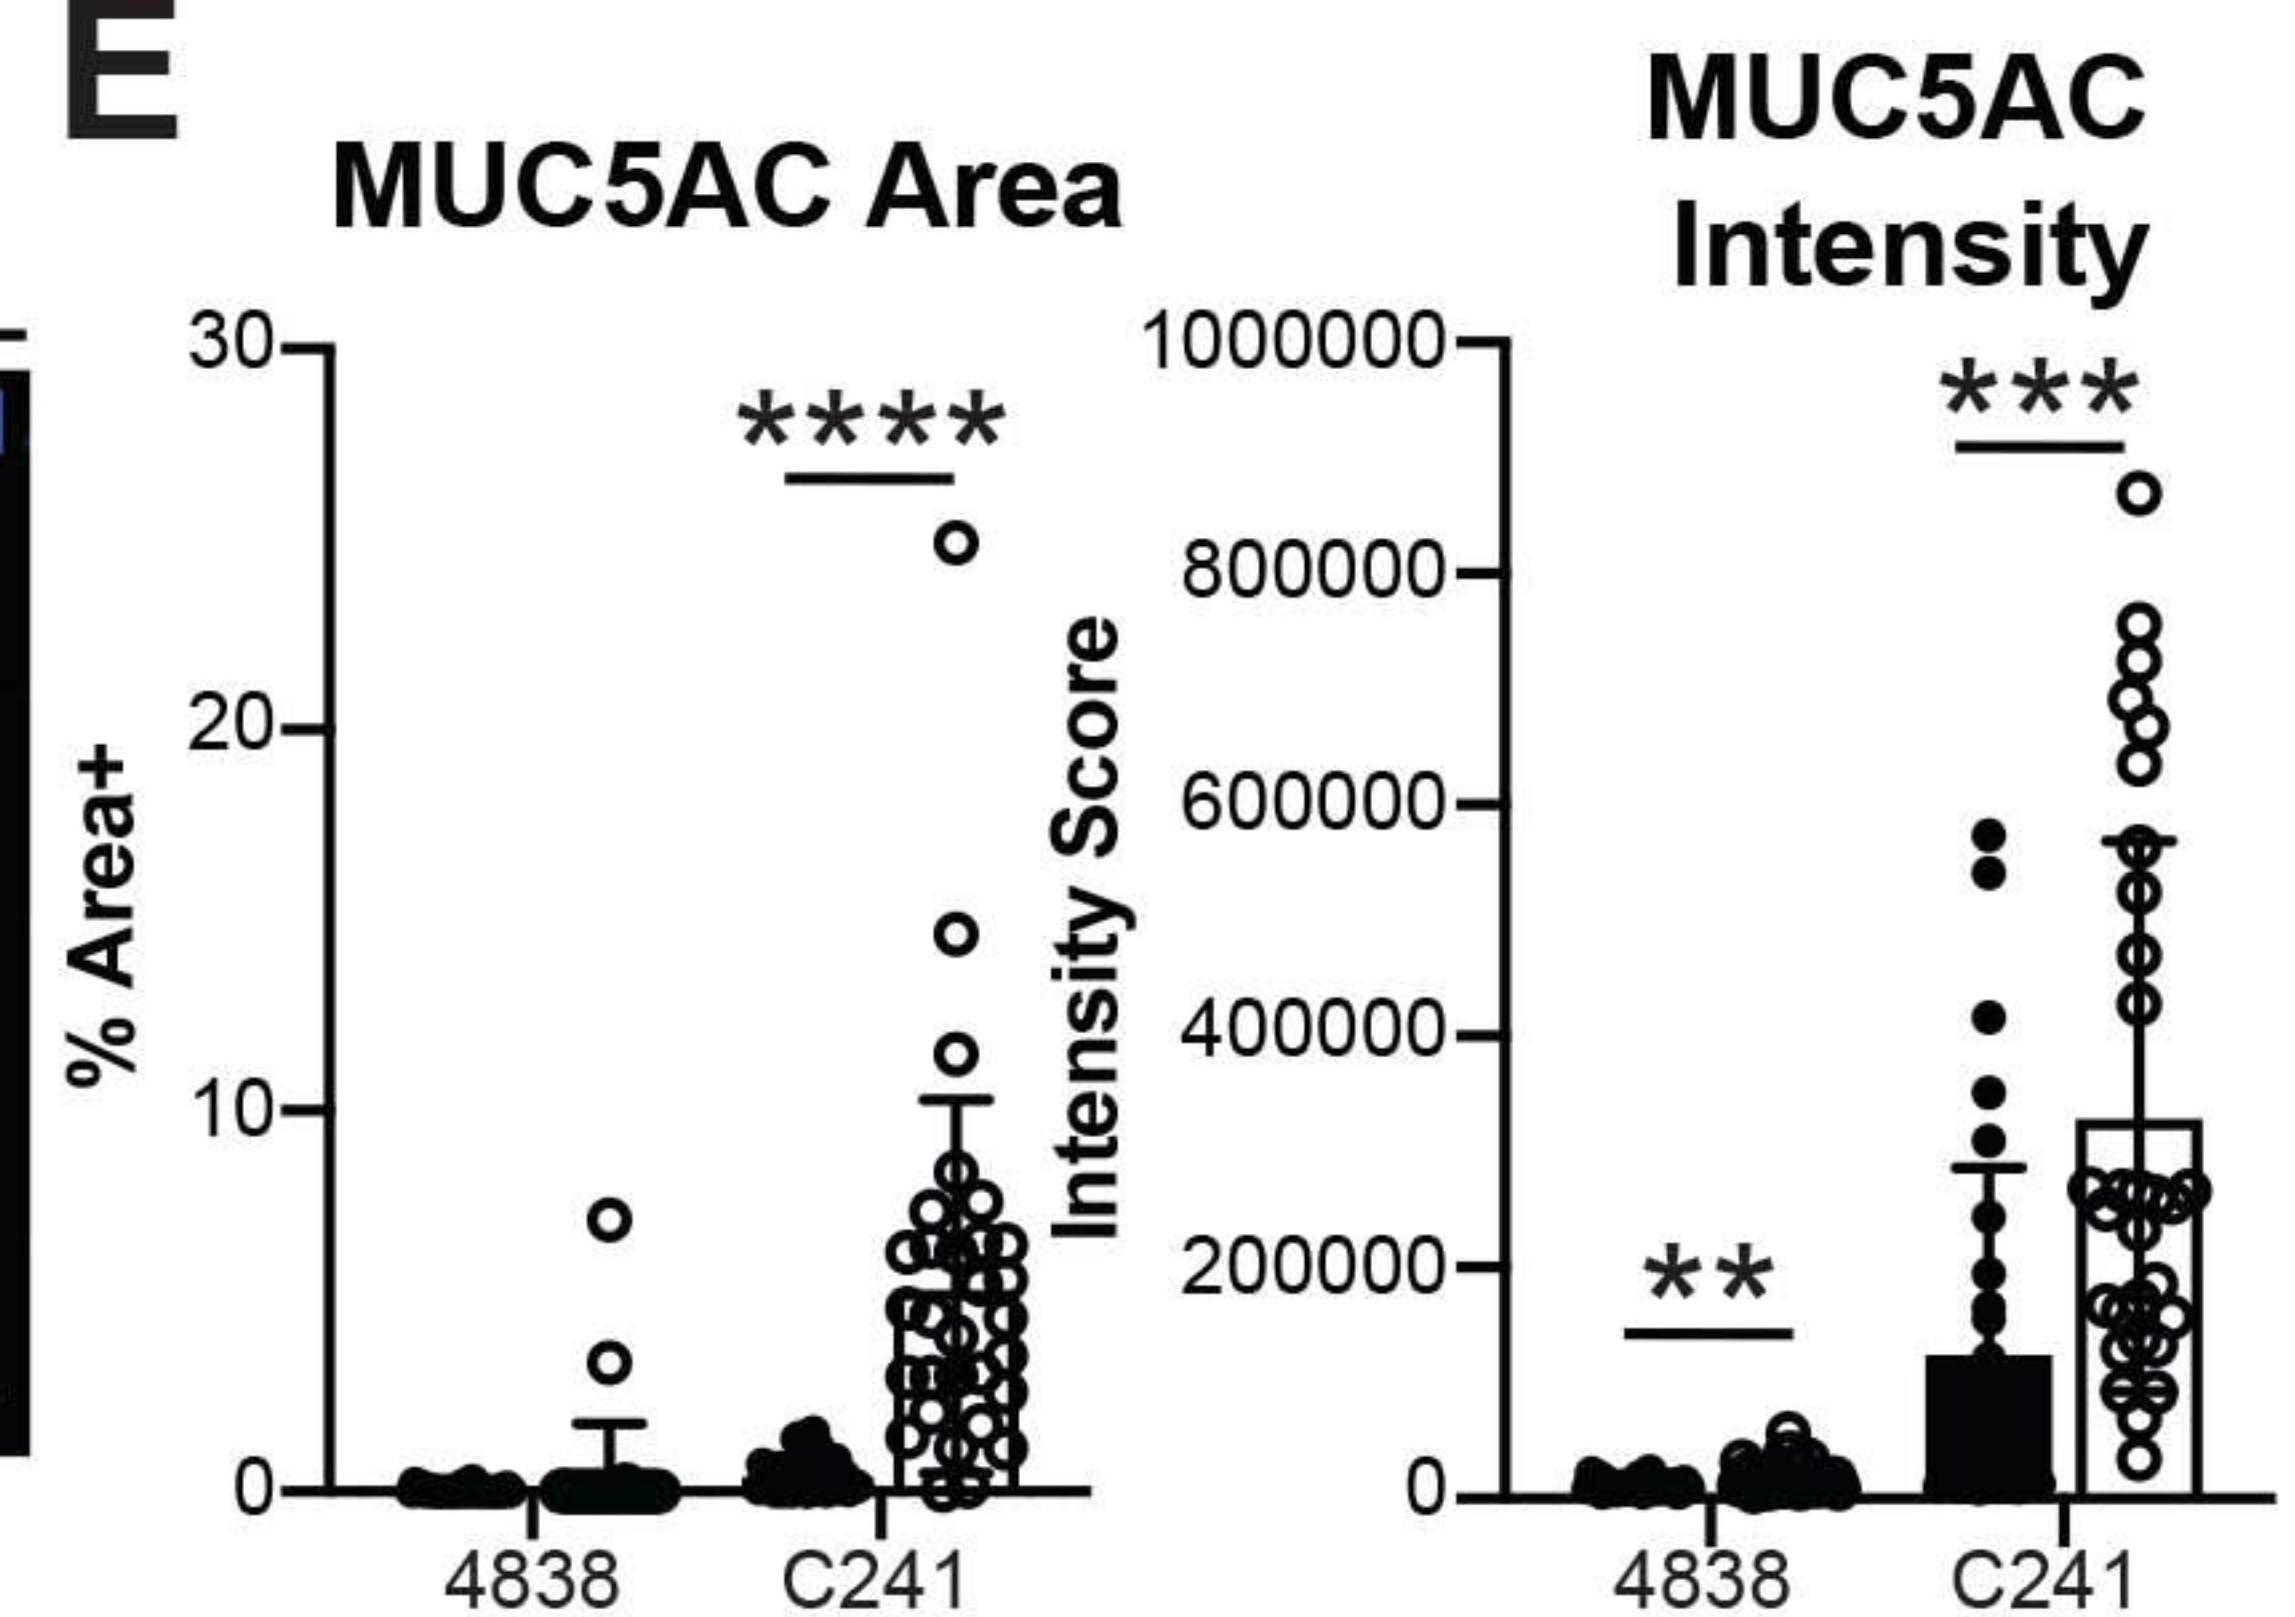 E
MUC5AC Area
% Area+
30
20
10
0
****
4838
C241
MUC5AC
Intensity
Intensity Score
1000000
800000
600000
400000
200000
0
**
***
4838
C241